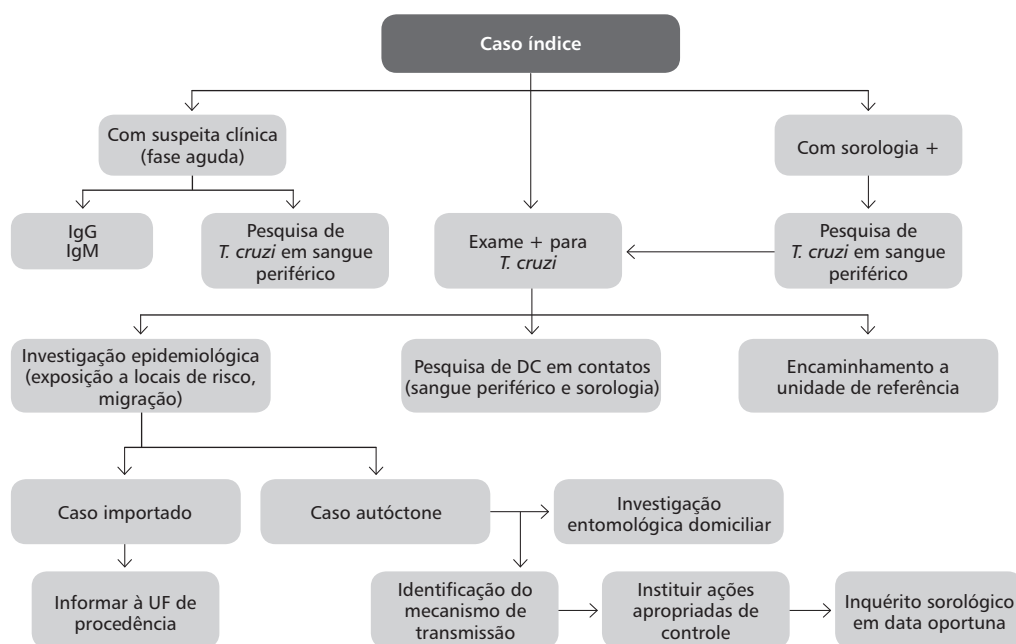 Caso índice
Com suspeita clínica
(fase aguda)
Com sorologia +
IgG
IgM
Pesquisa de
T. cruzi em sangue
periférico
Exame + para
T. cruzi
Pesquisa de
T. cruzi em sangue
periférico
Investigação epidemiológica
(exposição a locais de risco,
migração)
Pesquisa de DC em contatos
(sangue periférico e sorologia)
Encaminhamento a
unidade de referência
Caso importado
Caso autóctone
Investigação
entomológica domiciliar
Informar à UF de
procedência
Identificação do
mecanismo de
transmissão
Instituir ações
apropriadas de
controle
Inquérito sorológico
em data oportuna